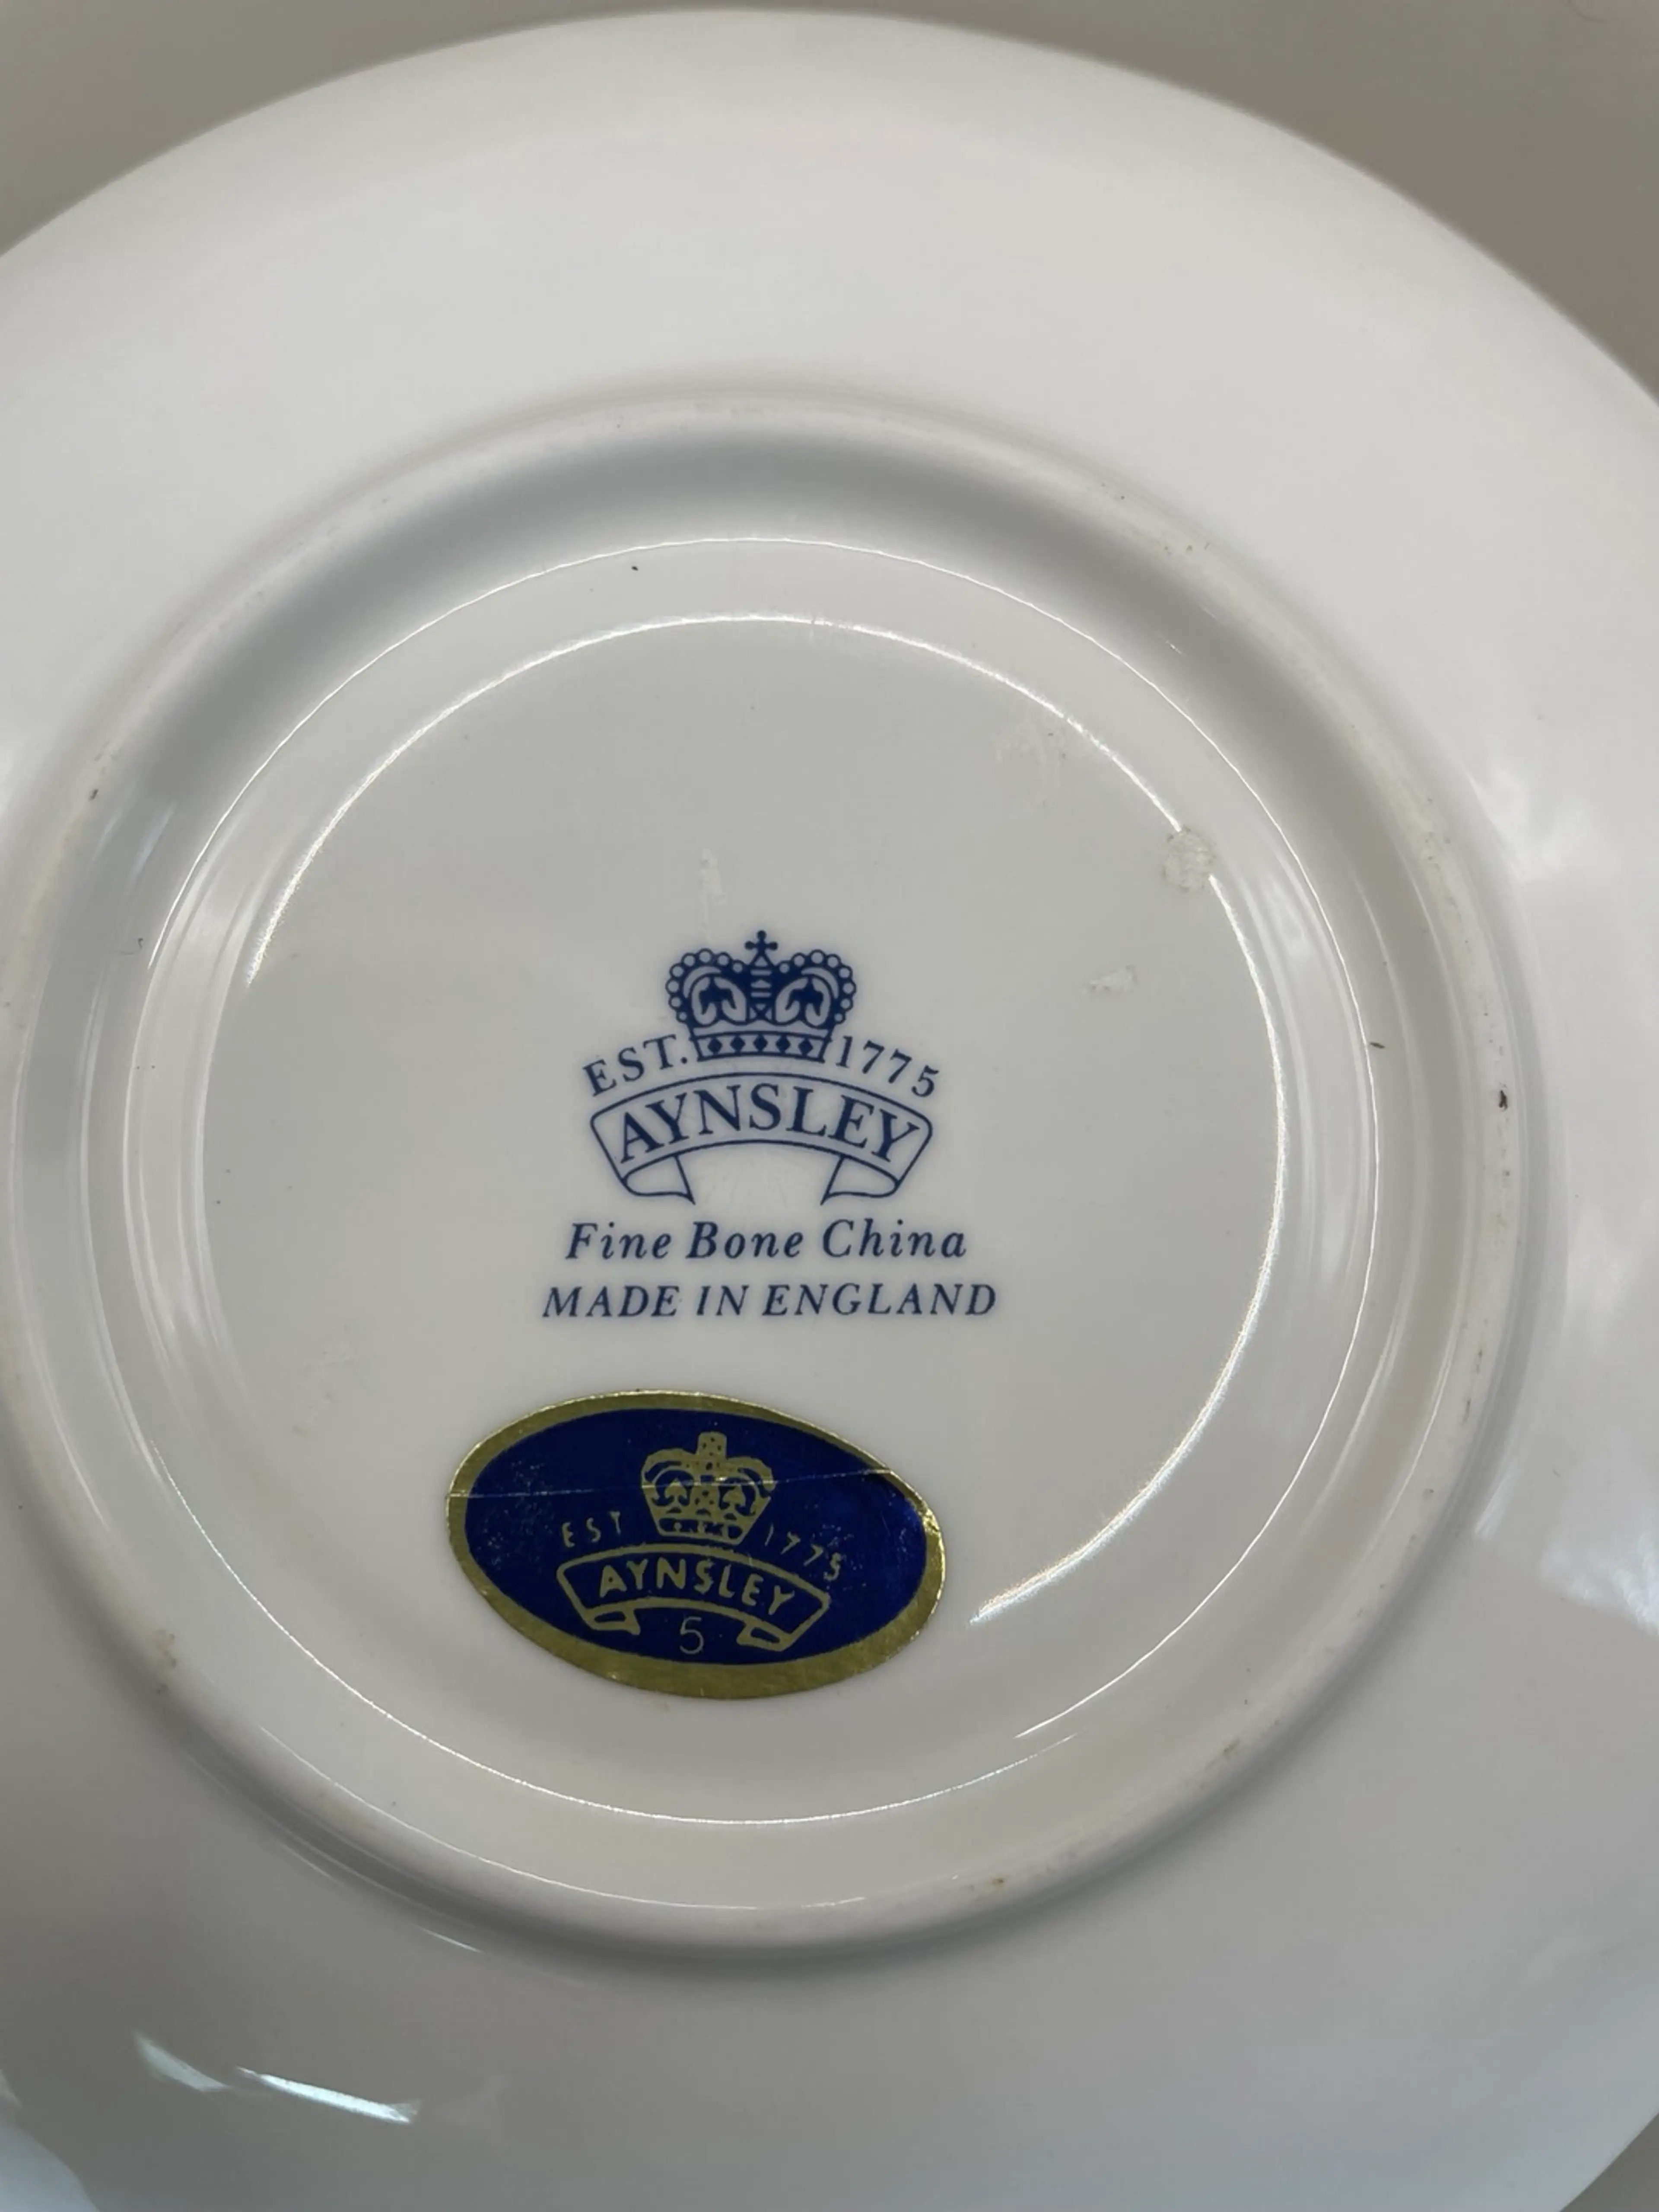 EST. 1775
AYNSLEY
Fine Bone China
MADE IN ENGLAND
EST 1775
AYNSLEY
5